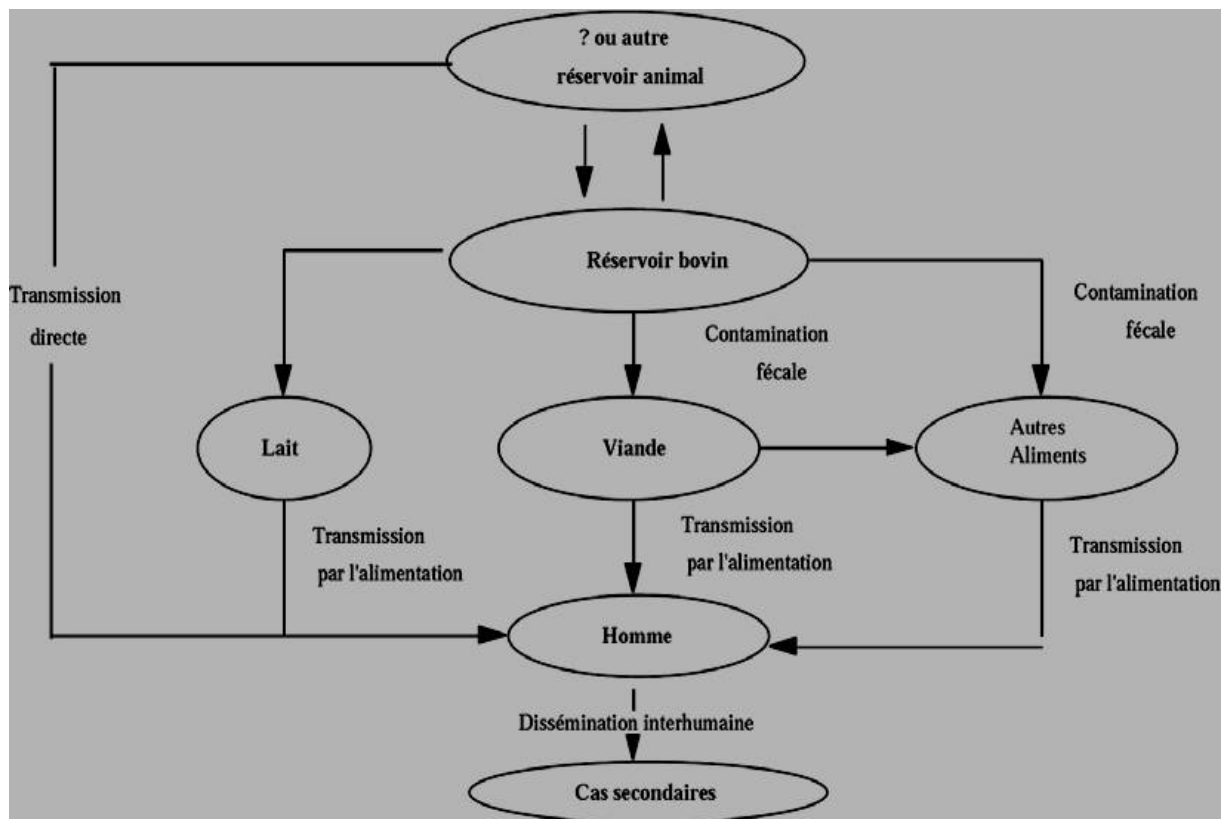 ? ou autre
réservoir animal
Réservoir bovin
Transmission
directe
Contamination
fécale
Contamination
fécale
Lait
Viande
Autres
Aliments
Transmission
par l'alimentation
Transmission
par l'alimentation
Transmission
par l'alimentation
Homme
Dissémination interhumaine
Cas secondaires